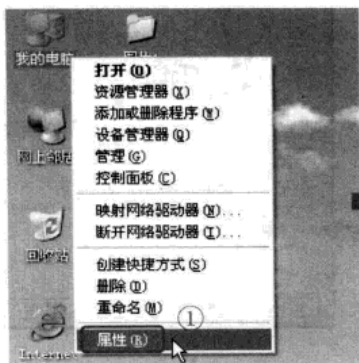 我的电脑
打开(O)
资源管理器(X)
添加或删除程序(Y)
设备管理器(Q)
管理(G)
控制面板(C)
网上邻居
映射网络驱动器(N)...
断开网络驱动器(I)...
回收站
创建快捷方式(S)
删除(D)
重命名(M)
①
属性(R)
Internet